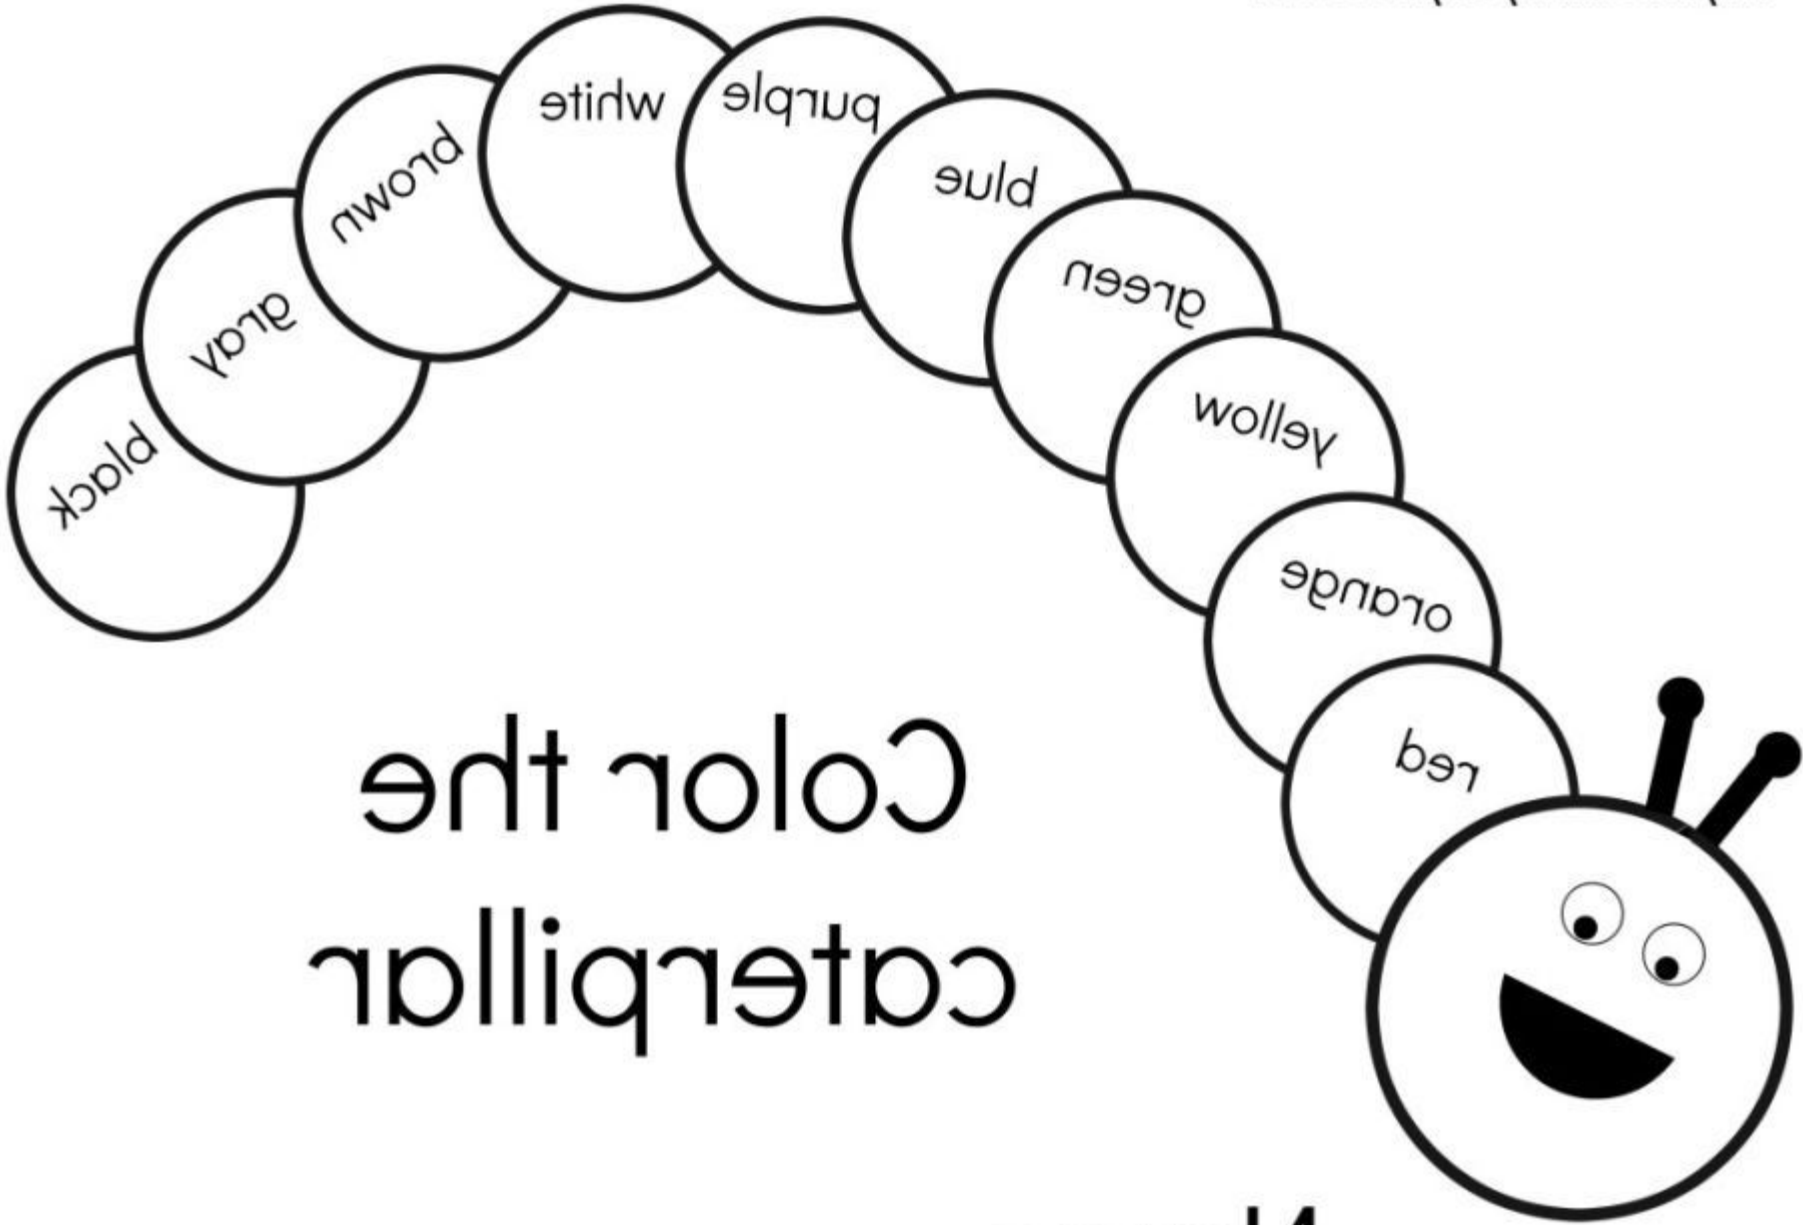 red
orange
yellow
green
blue
purple
white
brown
gray
black
Color the
caterpillar